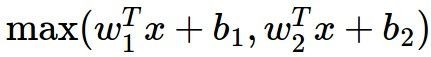 max(w_1^T x + b_1, w_2^T x + b_2)